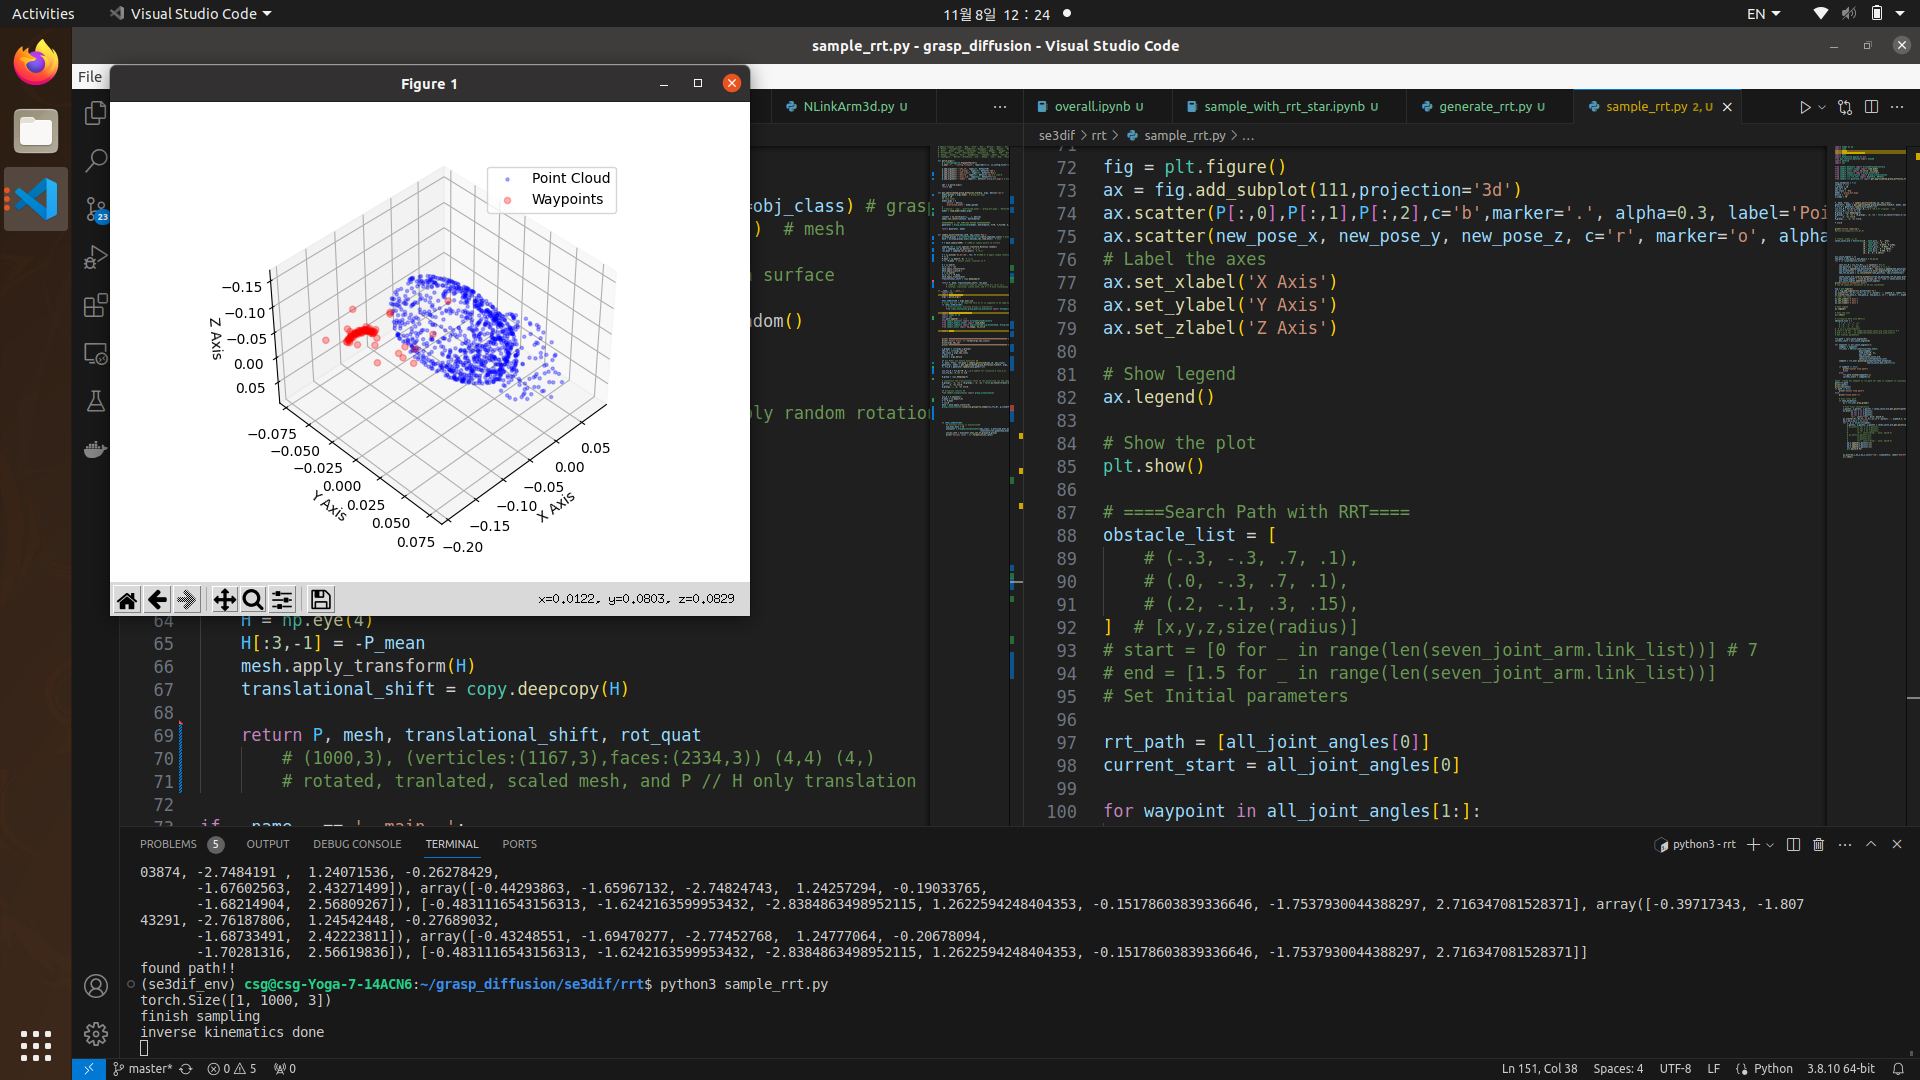 Activities
Visual Studio Code
11월 8일 12 : 24
EN
sample_rrt.py - grasp_diffusion - Visual Studio Code
File
Figure 1
Point Cloud
Waypoints
−0.15
−0.10
−0.05
0.00
0.05
Z Axis
−0.075
−0.050
−0.025
0.000
0.025
0.050
0.075
Y Axis
0.05
0.00
−0.05
−0.10
−0.15
−0.20
X Axis
x=0.0122, y=0.0803, z=0.0829
NLinkArm3d.py U
=obj_class) # gras
) # mesh
surface
dom()
ly random rotation
64 H = np.eye(4)
65 H[:3,-1] = -P_mean
66 mesh.apply_transform(H)
67 translational_shift = copy.deepcopy(H)
68
69 return P, mesh, translational_shift, rot_quat
70 # (1000,3), (verticles:(1167,3),faces:(2334,3)) (4,4) (4,)
71 # rotated, tranlated, scaled mesh, and P // H only translation
72
overall.ipynb U
sample_with_rrt_star.ipynb U
generate_rrt.py U
sample_rrt.py 2, U
se3dif > rrt > sample_rrt.py > ...
71
72 fig = plt.figure()
73 ax = fig.add_subplot(111,projection='3d')
74 ax.scatter(P[:,0],P[:,1],P[:,2],c='b',marker='.', alpha=0.3, label='Poi
75 ax.scatter(new_pose_x, new_pose_y, new_pose_z, c='r', marker='o', alpha
76 # Label the axes
77 ax.set_xlabel('X Axis')
78 ax.set_ylabel('Y Axis')
79 ax.set_zlabel('Z Axis')
80
81 # Show legend
82 ax.legend()
83
84 # Show the plot
85 plt.show()
86
87 # ====Search Path with RRT====
88 obstacle_list = [
89 # (-.3, -.3, .7, .1),
90 # (.0, -.3, .7, .1),
91 # (.2, -.1, .3, .15),
92 ] # [x,y,z,size(radius)]
93 # start = [0 for _ in range(len(seven_joint_arm.link_list))] # 7
94 # end = [1.5 for _ in range(len(seven_joint_arm.link_list))]
95 # Set Initial parameters
96
97 rrt_path = [all_joint_angles[0]]
98 current_start = all_joint_angles[0]
99
100 for waypoint in all_joint_angles[1:]:
PROBLEMS 5 OUTPUT DEBUG CONSOLE TERMINAL PORTS
python3 - rrt
03874, -2.7484191 , 1.24071536, -0.26278429,
-1.67602563, 2.43271499]), array([-0.44293863, -1.65967132, -2.74824743, 1.24257294, -0.19033765,
-1.68214904, 2.56809267]), [-0.4831116543156313, -1.6242163599953432, -2.8384863498952115, 1.2622594248404353, -0.15178603839336646, -1.7537930044388297, 2.716347081528371], array([-0.39717343, -1.807
43291, -2.76187806, 1.24542448, -0.27689032,
-1.68733491, 2.42223811]), array([-0.43248551, -1.69470277, -2.77452768, 1.24777064, -0.20678094,
-1.70281316, 2.56619836]), [-0.4831116543156313, -1.6242163599953432, -2.8384863498952115, 1.2622594248404353, -0.15178603839336646, -1.7537930044388297, 2.716347081528371]]
found path!!
(se3dif_env) csg@csg-Yoga-7-14ACN6:~/grasp_diffusion/se3dif/rrt$ python3 sample_rrt.py
torch.Size([1, 1000, 3])
finish sampling
inverse kinematics done
23
master* 0 5 0
Ln 151, Col 38 Spaces: 4 UTF-8 LF Python 3.8.10 64-bit